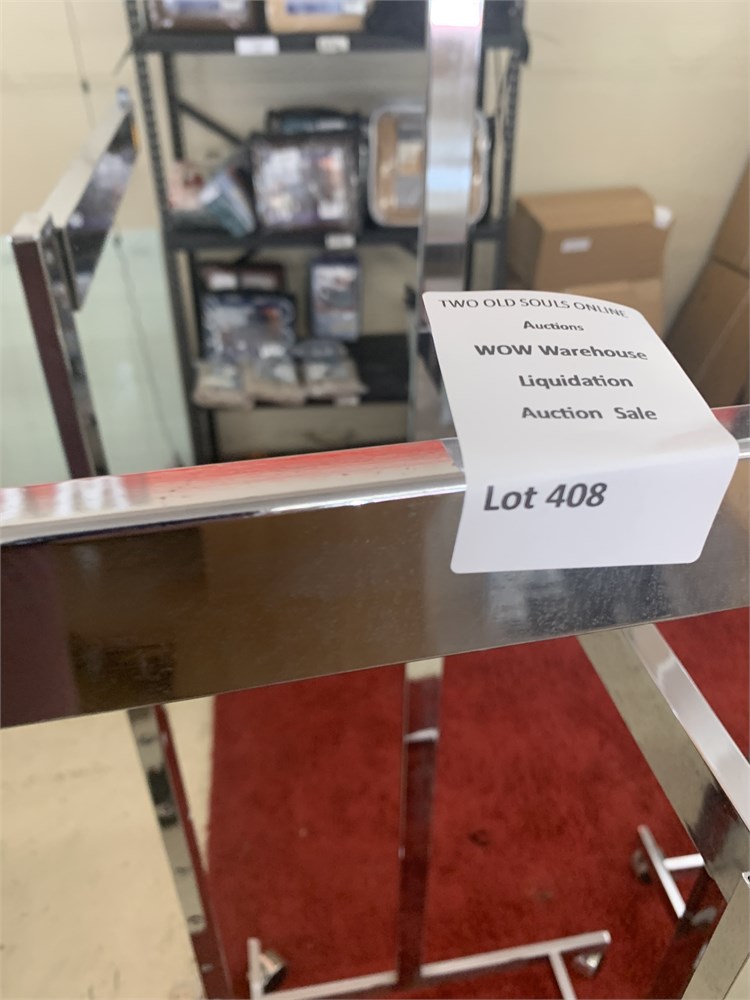 TWO OLD SOULS ONLINE
Auctions
WOW Warehouse
Liquidation
Auction Sale
Lot 408